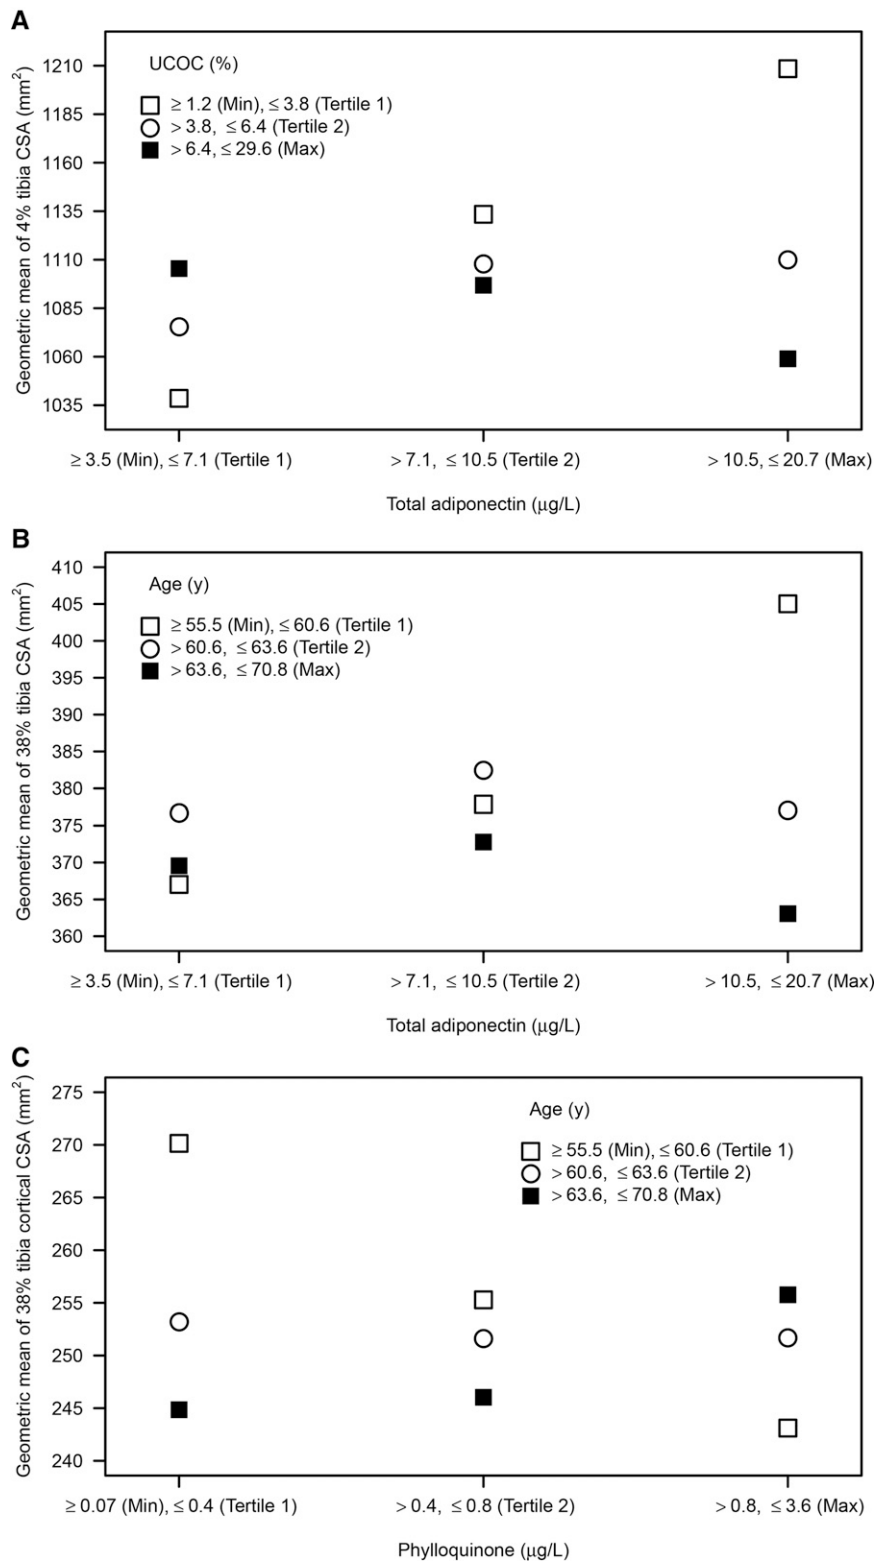 A
Geometric mean of 4% tibia CSA (mm²)
UCOC (%)
≥ 1.2 (Min), ≤ 3.8 (Tertile 1)
> 3.8, ≤ 6.4 (Tertile 2)
> 6.4, ≤ 29.6 (Max)
1210
1185
1160
1135
1110
1085
1060
1035
≥ 3.5 (Min), ≤ 7.1 (Tertile 1) > 7.1, ≤ 10.5 (Tertile 2) > 10.5, ≤ 20.7 (Max)
Total adiponectin (μg/L)
B
Geometric mean of 38% tibia CSA (mm²)
Age (y)
≥ 55.5 (Min), ≤ 60.6 (Tertile 1)
> 60.6, ≤ 63.6 (Tertile 2)
> 63.6, ≤ 70.8 (Max)
410
405
400
395
390
385
380
375
370
365
360
≥ 3.5 (Min), ≤ 7.1 (Tertile 1) > 7.1, ≤ 10.5 (Tertile 2) > 10.5, ≤ 20.7 (Max)
Total adiponectin (μg/L)
C
Geometric mean of 38% tibia cortical CSA (mm²)
Age (y)
≥ 55.5 (Min), ≤ 60.6 (Tertile 1)
> 60.6, ≤ 63.6 (Tertile 2)
> 63.6, ≤ 70.8 (Max)
275
270
265
260
255
250
245
240
≥ 0.07 (Min), ≤ 0.4 (Tertile 1) > 0.4, ≤ 0.8 (Tertile 2) > 0.8, ≤ 3.6 (Max)
Phylloquinone (μg/L)